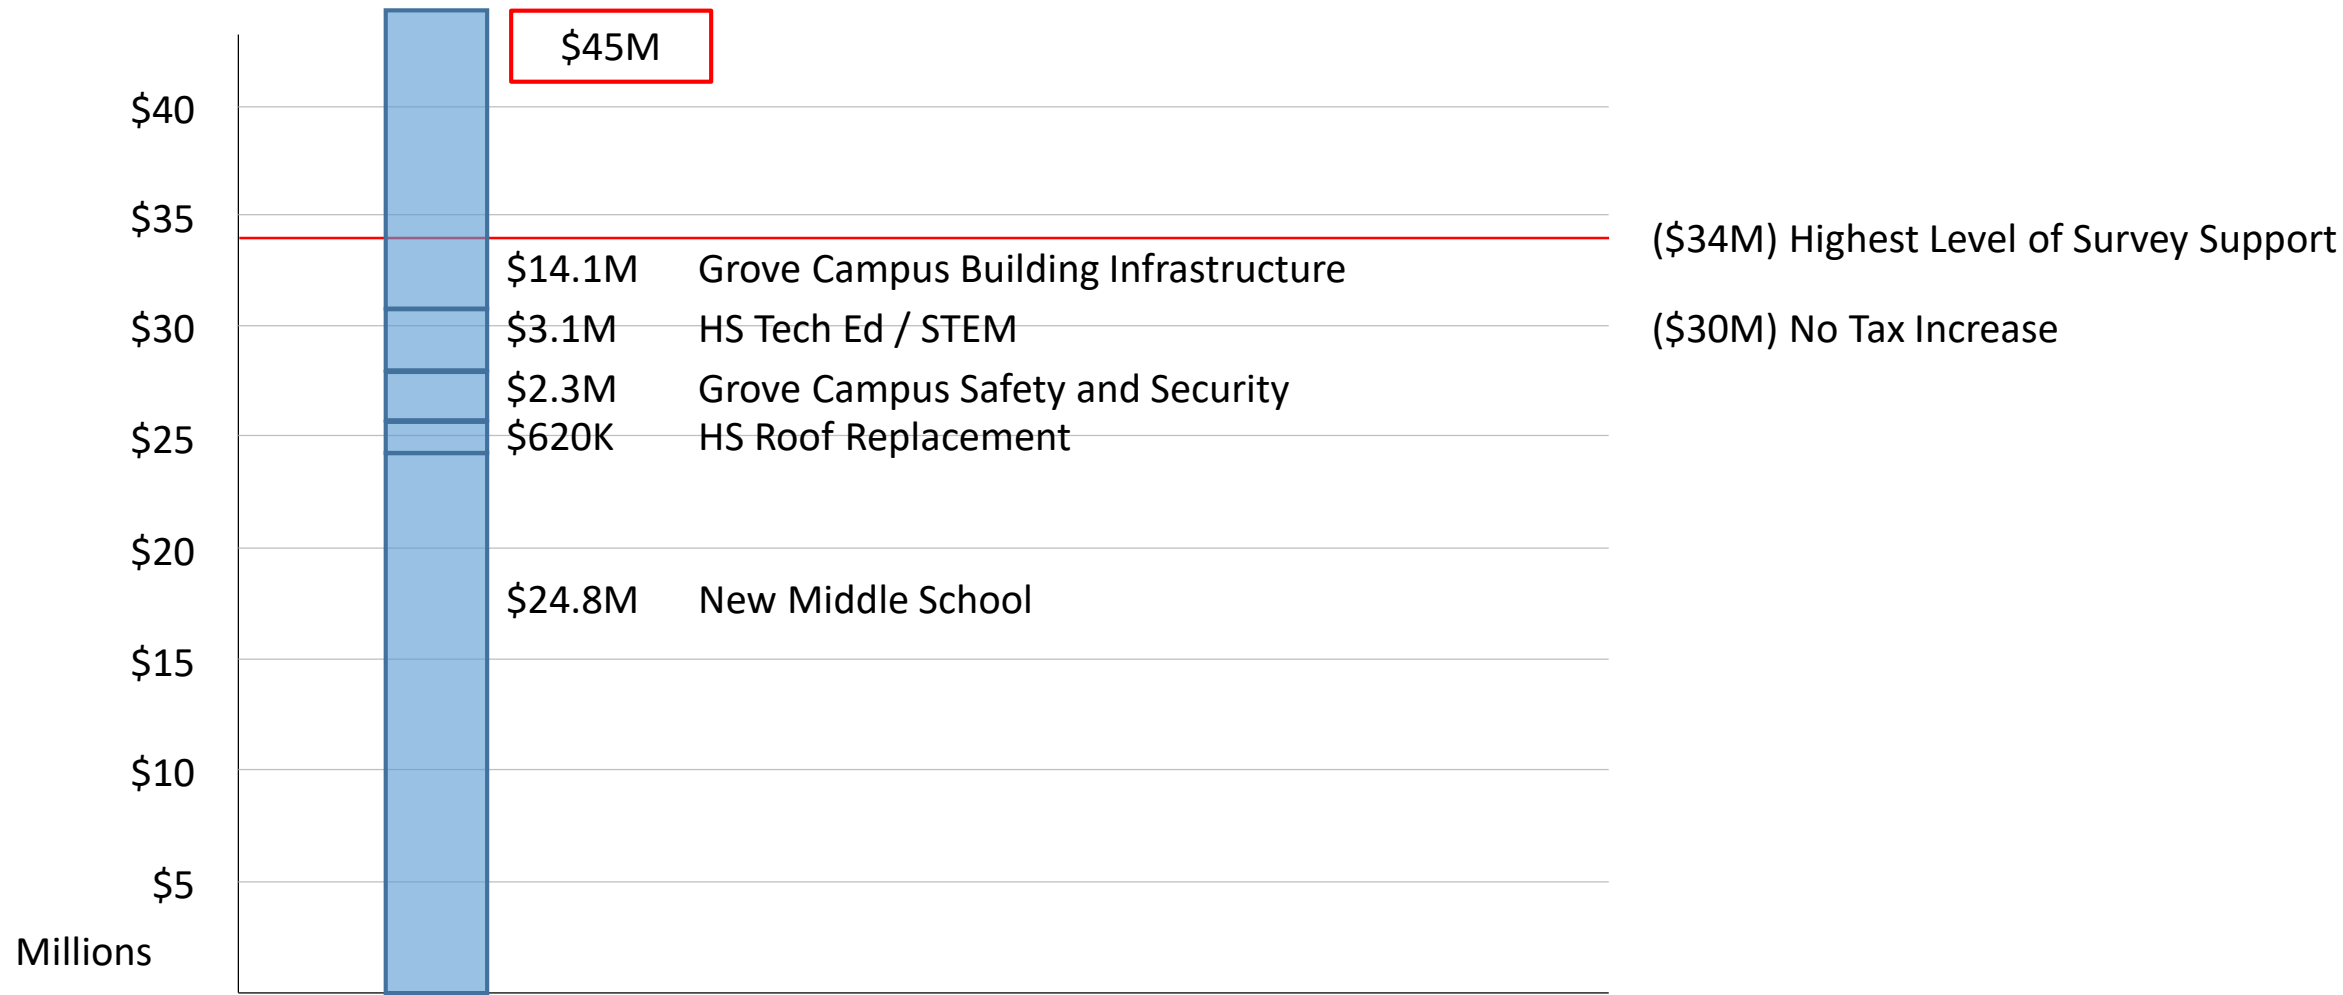 $45M
$40
$35
($34M) Highest Level of Survey Support
$14.1M Grove Campus Building Infrastructure
$30
$3.1M HS Tech Ed / STEM
($30M) No Tax Increase
$2.3M Grove Campus Safety and Security
$25
$620K HS Roof Replacement
$20
$24.8M New Middle School
$15
$10
$5
Millions